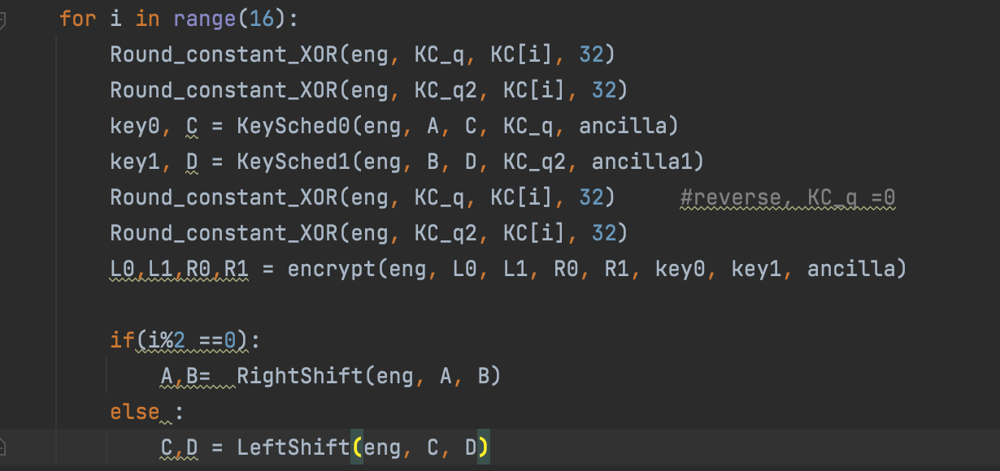 for i in range(16):
    Round_constant_XOR(eng, KC_q, KC[i], 32)
    Round_constant_XOR(eng, KC_q2, KC[i], 32)
    key0, C = KeySched0(eng, A, C, KC_q, ancilla)
    key1, D = KeySched1(eng, B, D, KC_q2, ancilla1)
    Round_constant_XOR(eng, KC_q, KC[i], 32)     #reverse, KC_q =0
    Round_constant_XOR(eng, KC_q2, KC[i], 32)
    L0,L1,R0,R1 = encrypt(eng, L0, L1, R0, R1, key0, key1, ancilla)
    if(i%2 ==0):
        A,B=  RightShift(eng, A, B)
    else :
        C,D = LeftShift(eng, C, D)